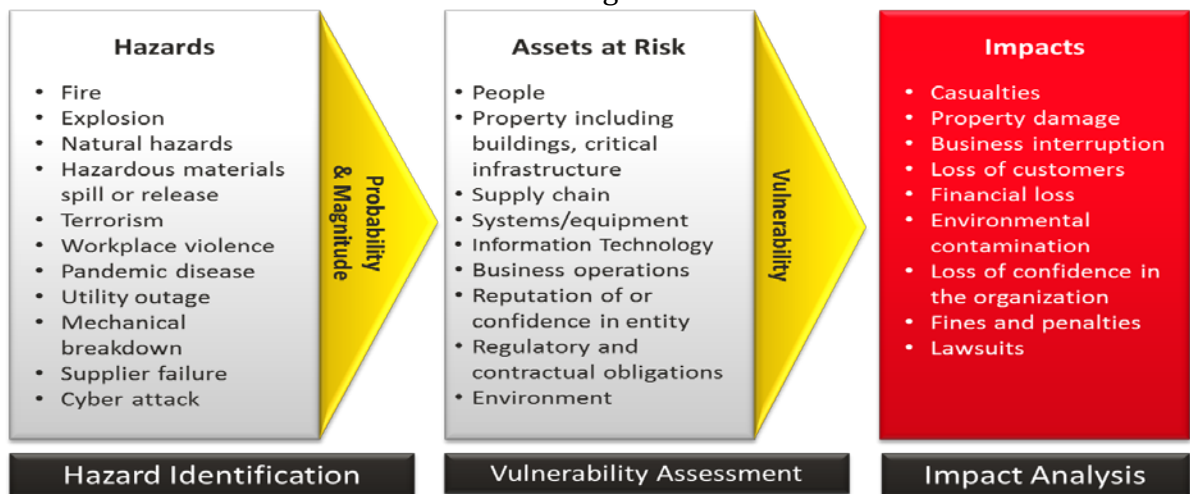 Hazards
• Fire
• Explosion
• Natural hazards
• Hazardous materials
spill or release
• Terrorism
• Workplace violence
• Pandemic disease
• Utility outage
• Mechanical
breakdown
• Supplier failure
• Cyber attack
Probability
& Magnitude
Assets at Risk
• People
• Property including
buildings, critical
infrastructure
• Supply chain
• Systems/equipment
• Information Technology
• Business operations
• Reputation of or
confidence in entity
• Regulatory and
contractual obligations
• Environment
Vulnerability
Impacts
• Casualties
• Property damage
• Business interruption
• Loss of customers
• Financial loss
• Environmental
contamination
• Loss of confidence in
the organization
• Fines and penalties
• Lawsuits
Hazard Identification
Vulnerability Assessment
Impact Analysis